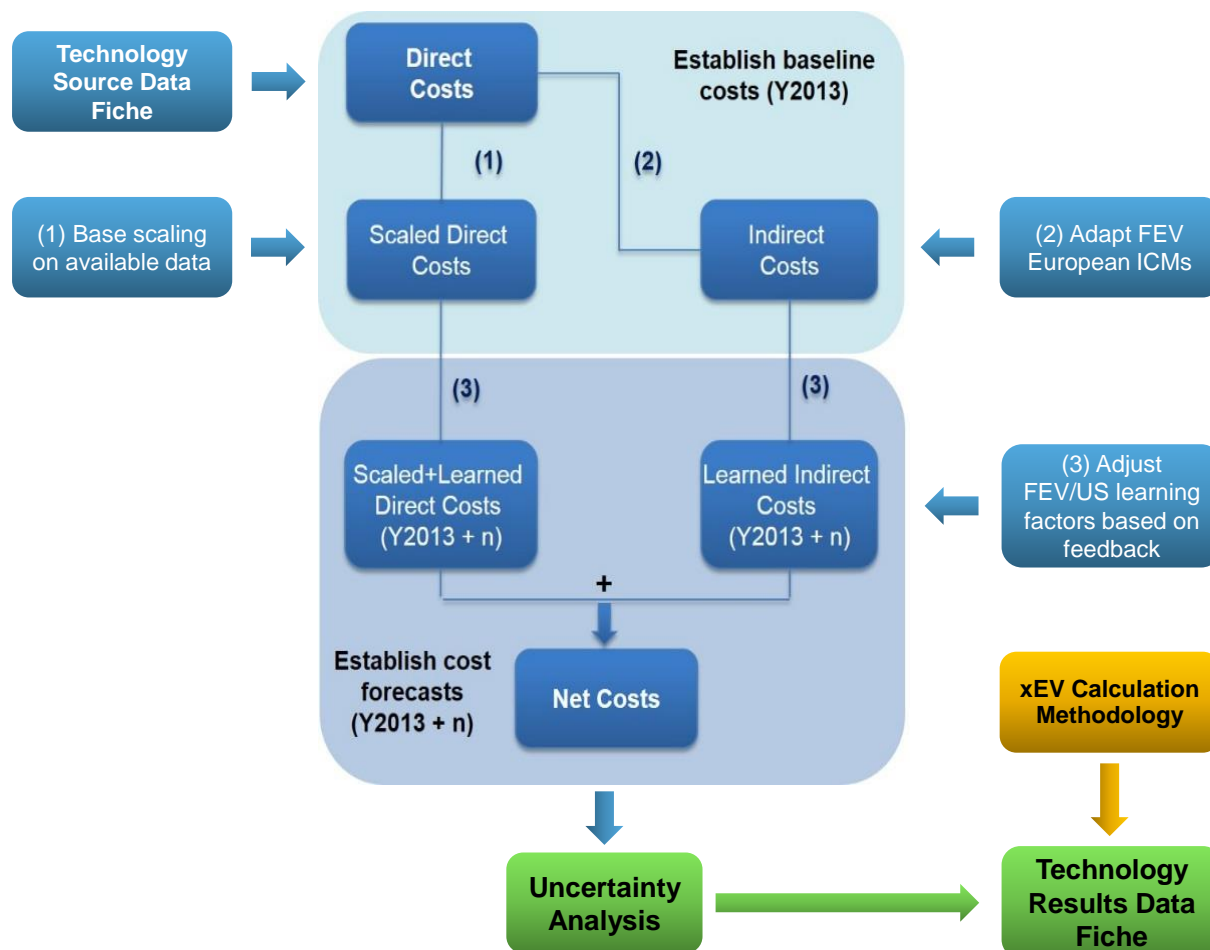 Technology
Source Data
Fiche
Direct
Costs
Establish baseline
costs (Y2013)
(1)
(2)
(1) Base scaling
on available data
Scaled Direct
Costs
Indirect
Costs
(2) Adapt FEV
European ICMs
(3)
(3)
Scaled+Learned
Direct Costs
(Y2013 + n)
Learned Indirect
Costs
(Y2013 + n)
(3) Adjust
FEV/US learning
factors based on
feedback
+
Establish cost
forecasts
(Y2013 + n)
Net Costs
xEV Calculation
Methodology
Uncertainty
Analysis
Technology
Results Data
Fiche